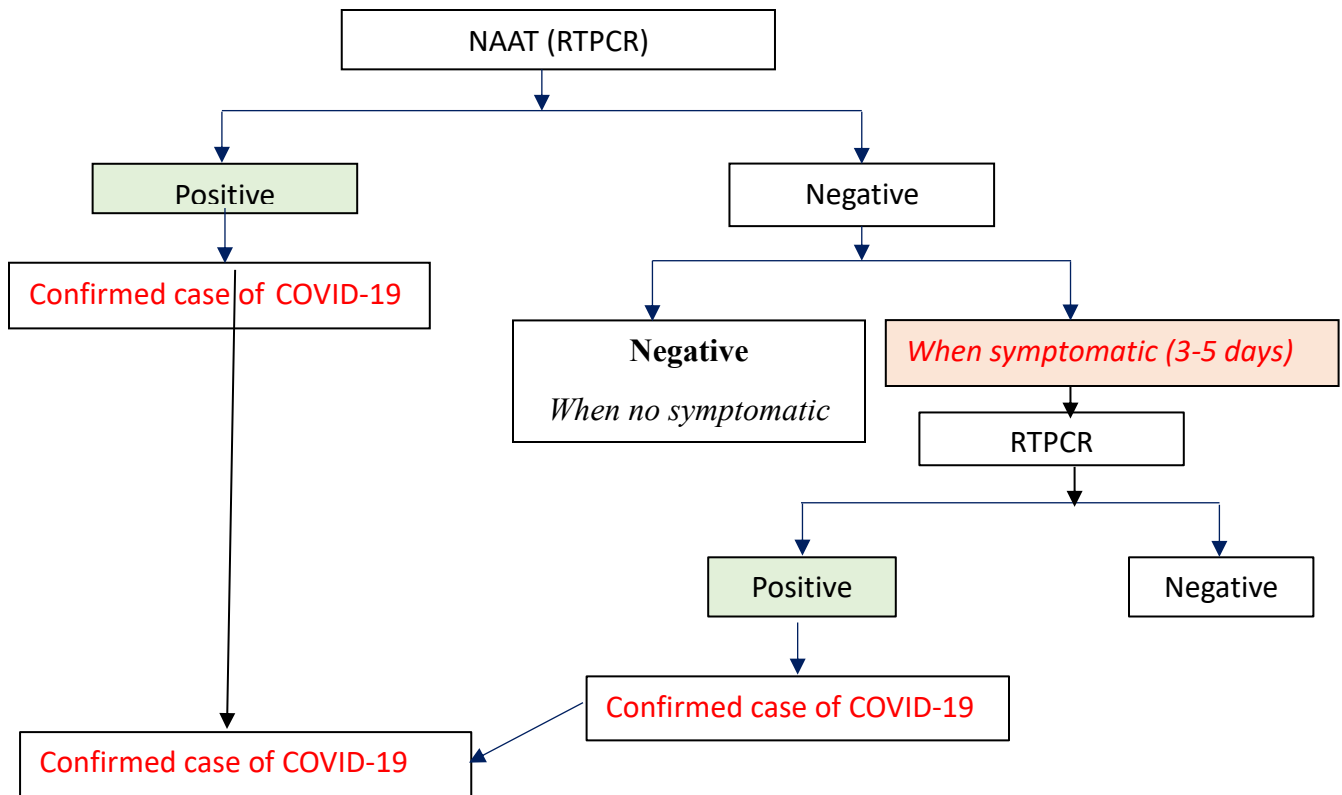 NAAT (RTPCR)
Positive
Negative
Confirmed case of COVID-19
Negative
When no symptomatic
When symptomatic (3-5 days)
RTPCR
Positive
Negative
Confirmed case of COVID-19
Confirmed case of COVID-19